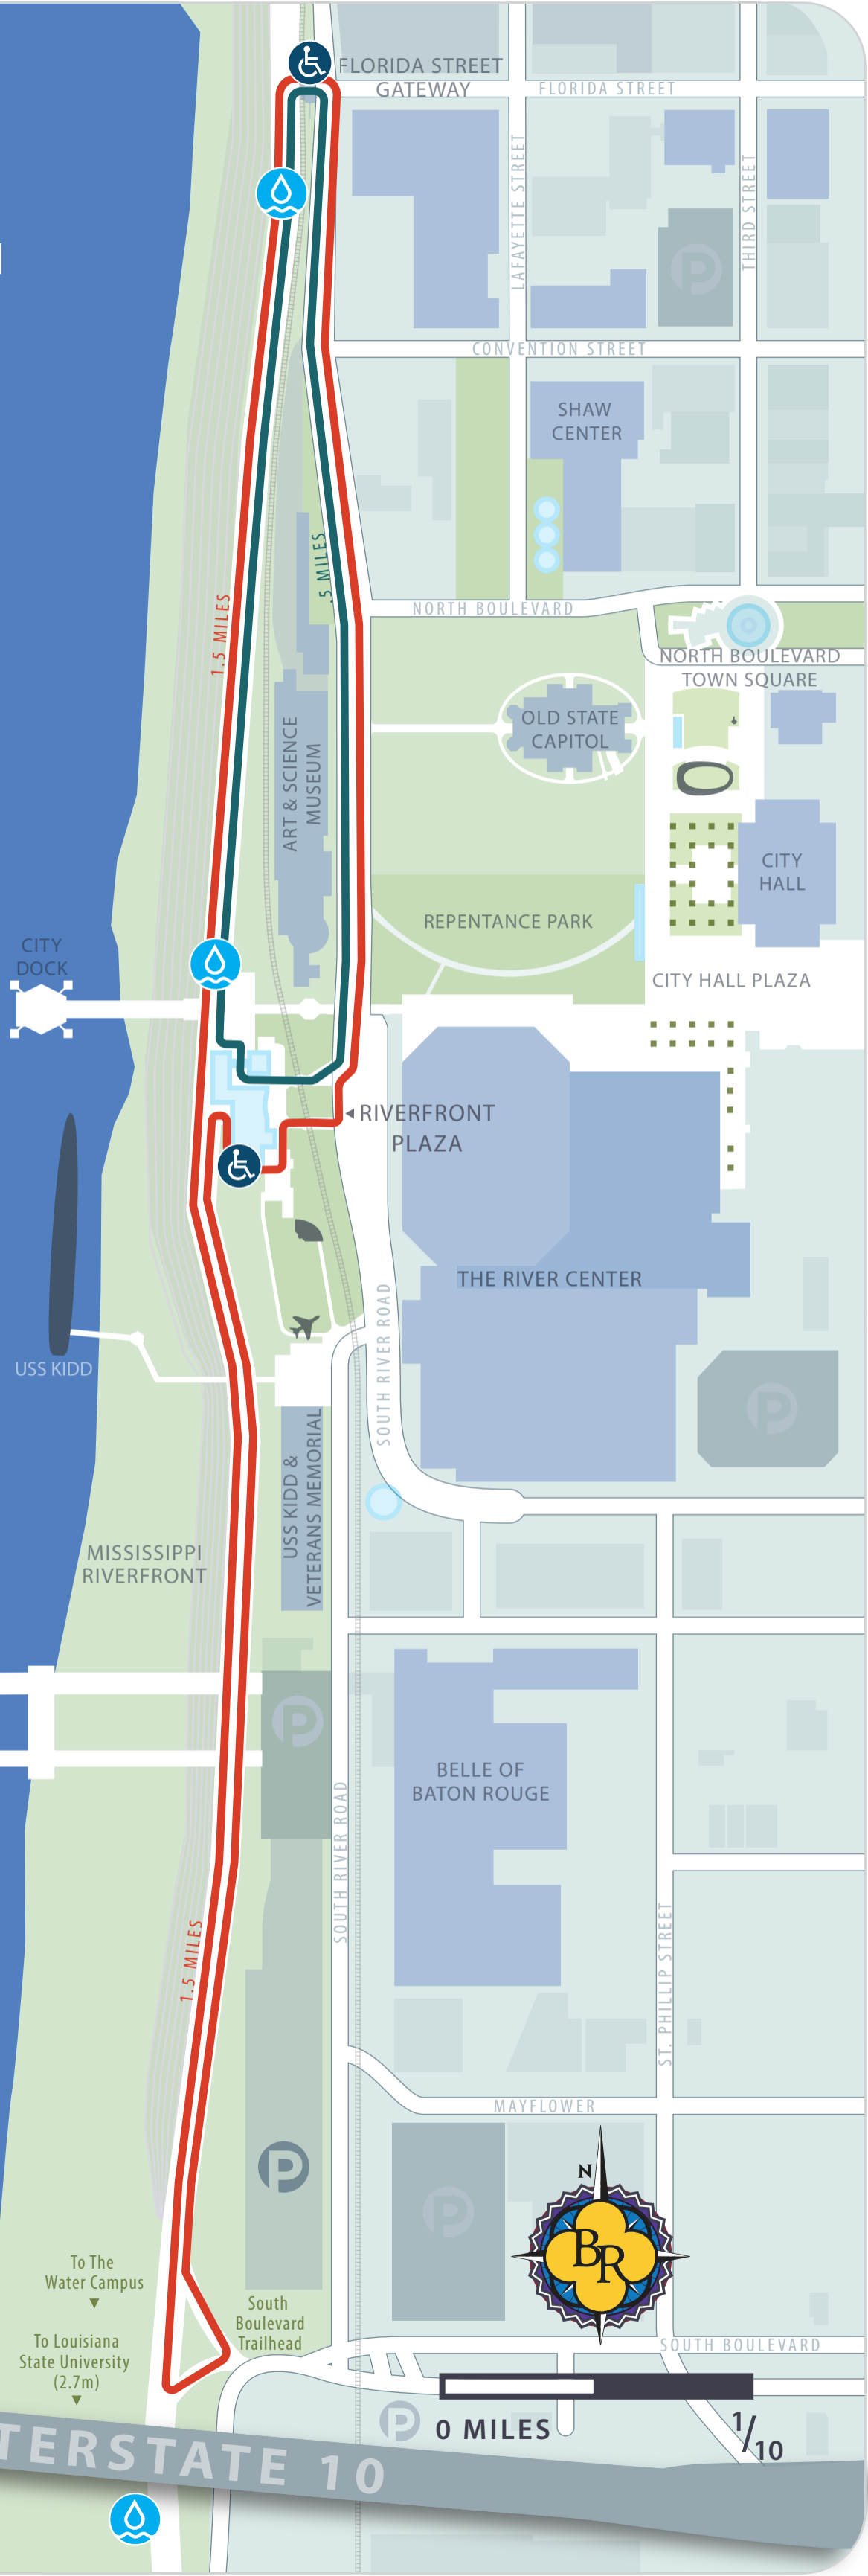 FLORIDA STREET
GATEWAY
FLORIDA STREET
LAFAYETTE STREET
THIRD STREET
P
CONVENTION STREET
SHAW
CENTER
.5 MILES
1.5 MILES
NORTH BOULEVARD
NORTH BOULEVARD
TOWN SQUARE
OLD STATE
CAPITOL
ART & SCIENCE
MUSEUM
CITY
HALL
REPENTANCE PARK
CITY
DOCK
CITY HALL PLAZA
RIVERFRONT
PLAZA
THE RIVER CENTER
SOUTH RIVER ROAD
USS KIDD
P
USS KIDD &
VETERANS MEMORIAL
MISSISSIPPI
RIVERFRONT
P
BELLE OF
BATON ROUGE
SOUTH RIVER ROAD
1.5 MILES
ST. PHILLIP STREET
MAYFLOWER
P
P
N
BR
To The
Water Campus
South
Boulevard
Trailhead
To Louisiana
State University
(2.7m)
SOUTH BOULEVARD
P
0 MILES
1/10
TERSTATE 10